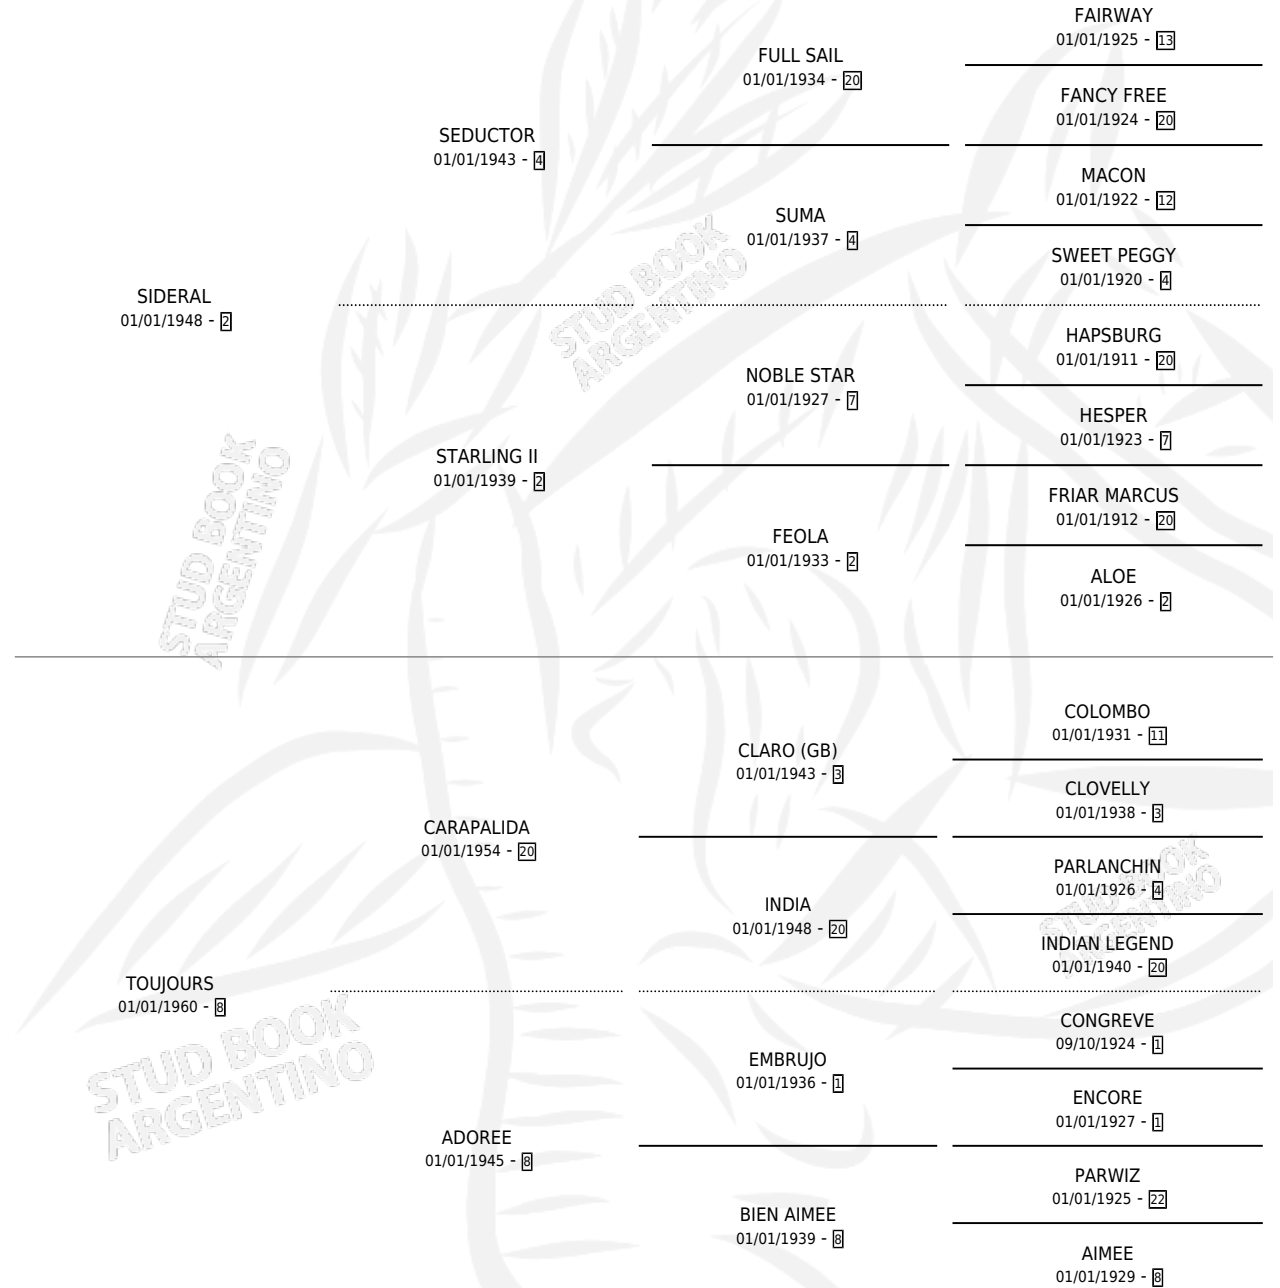 FAIRWAY
01/01/1925 - 13
FULL SAIL
01/01/1934 - 20
FANCY FREE
01/01/1924 - 20
SEDUCTOR
01/01/1943 - 4
MACON
01/01/1922 - 12
SUMA
01/01/1937 - 4
SWEET PEGGY
01/01/1920 - 4
SIDERAL
01/01/1948 - 2
STUD BOOK
ARGENTINO
HAPSBURG
01/01/1911 - 20
NOBLE STAR
01/01/1927 - 7
HESPER
01/01/1923 - 7
STARLING II
01/01/1939 - 2
FRIAR MARCUS
01/01/1912 - 20
FEOLA
01/01/1933 - 2
ALOE
01/01/1926 - 2
STUD BOOK
ARGENTINO
COLOMBO
01/01/1931 - 11
CLARO (GB)
01/01/1943 - 3
CLOVELLY
01/01/1938 - 3
CARAPALIDA
01/01/1954 - 20
PARLANCHIN
01/01/1926 - 4
INDIA
01/01/1948 - 20
STUD BOOK
ARGENTINO
INDIAN LEGEND
01/01/1940 - 20
TOUJOURS
01/01/1960 - 8
STUD BOOK
ARGENTINO
CONGREVE
09/10/1924 - 1
EMBRUJO
01/01/1936 - 1
ENCORE
01/01/1927 - 1
ADOREE
01/01/1945 - 8
PARWIZ
01/01/1925 - 22
BIEN AIMEE
01/01/1939 - 8
AIMEE
01/01/1929 - 8